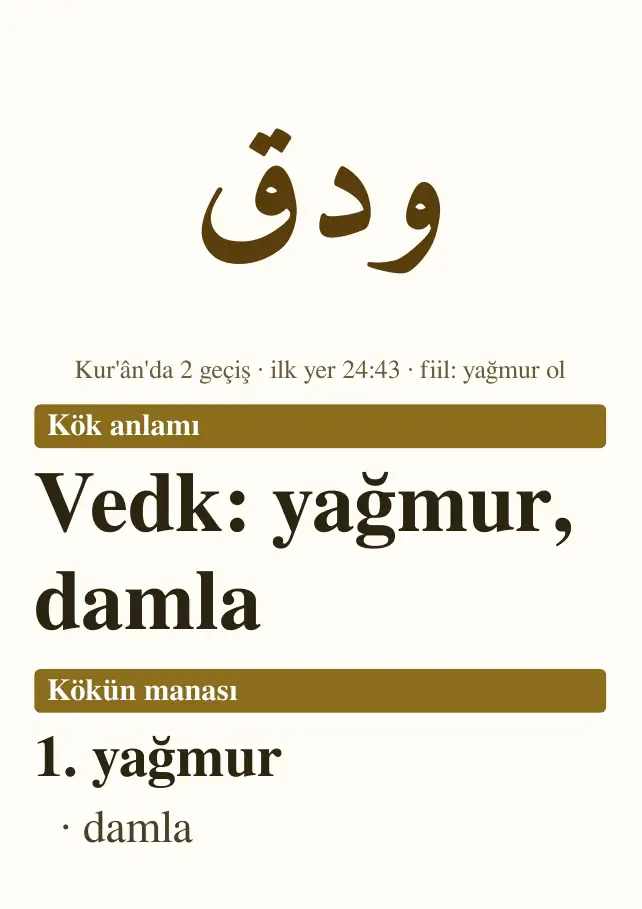 ودق
Kur'ân'da 2 geçiş · ilk yer 24:43 · fiil: yağmur ol
Kök anlamı
Vedk: yağmur,
damla
Kökün manası
1. yağmur
· damla